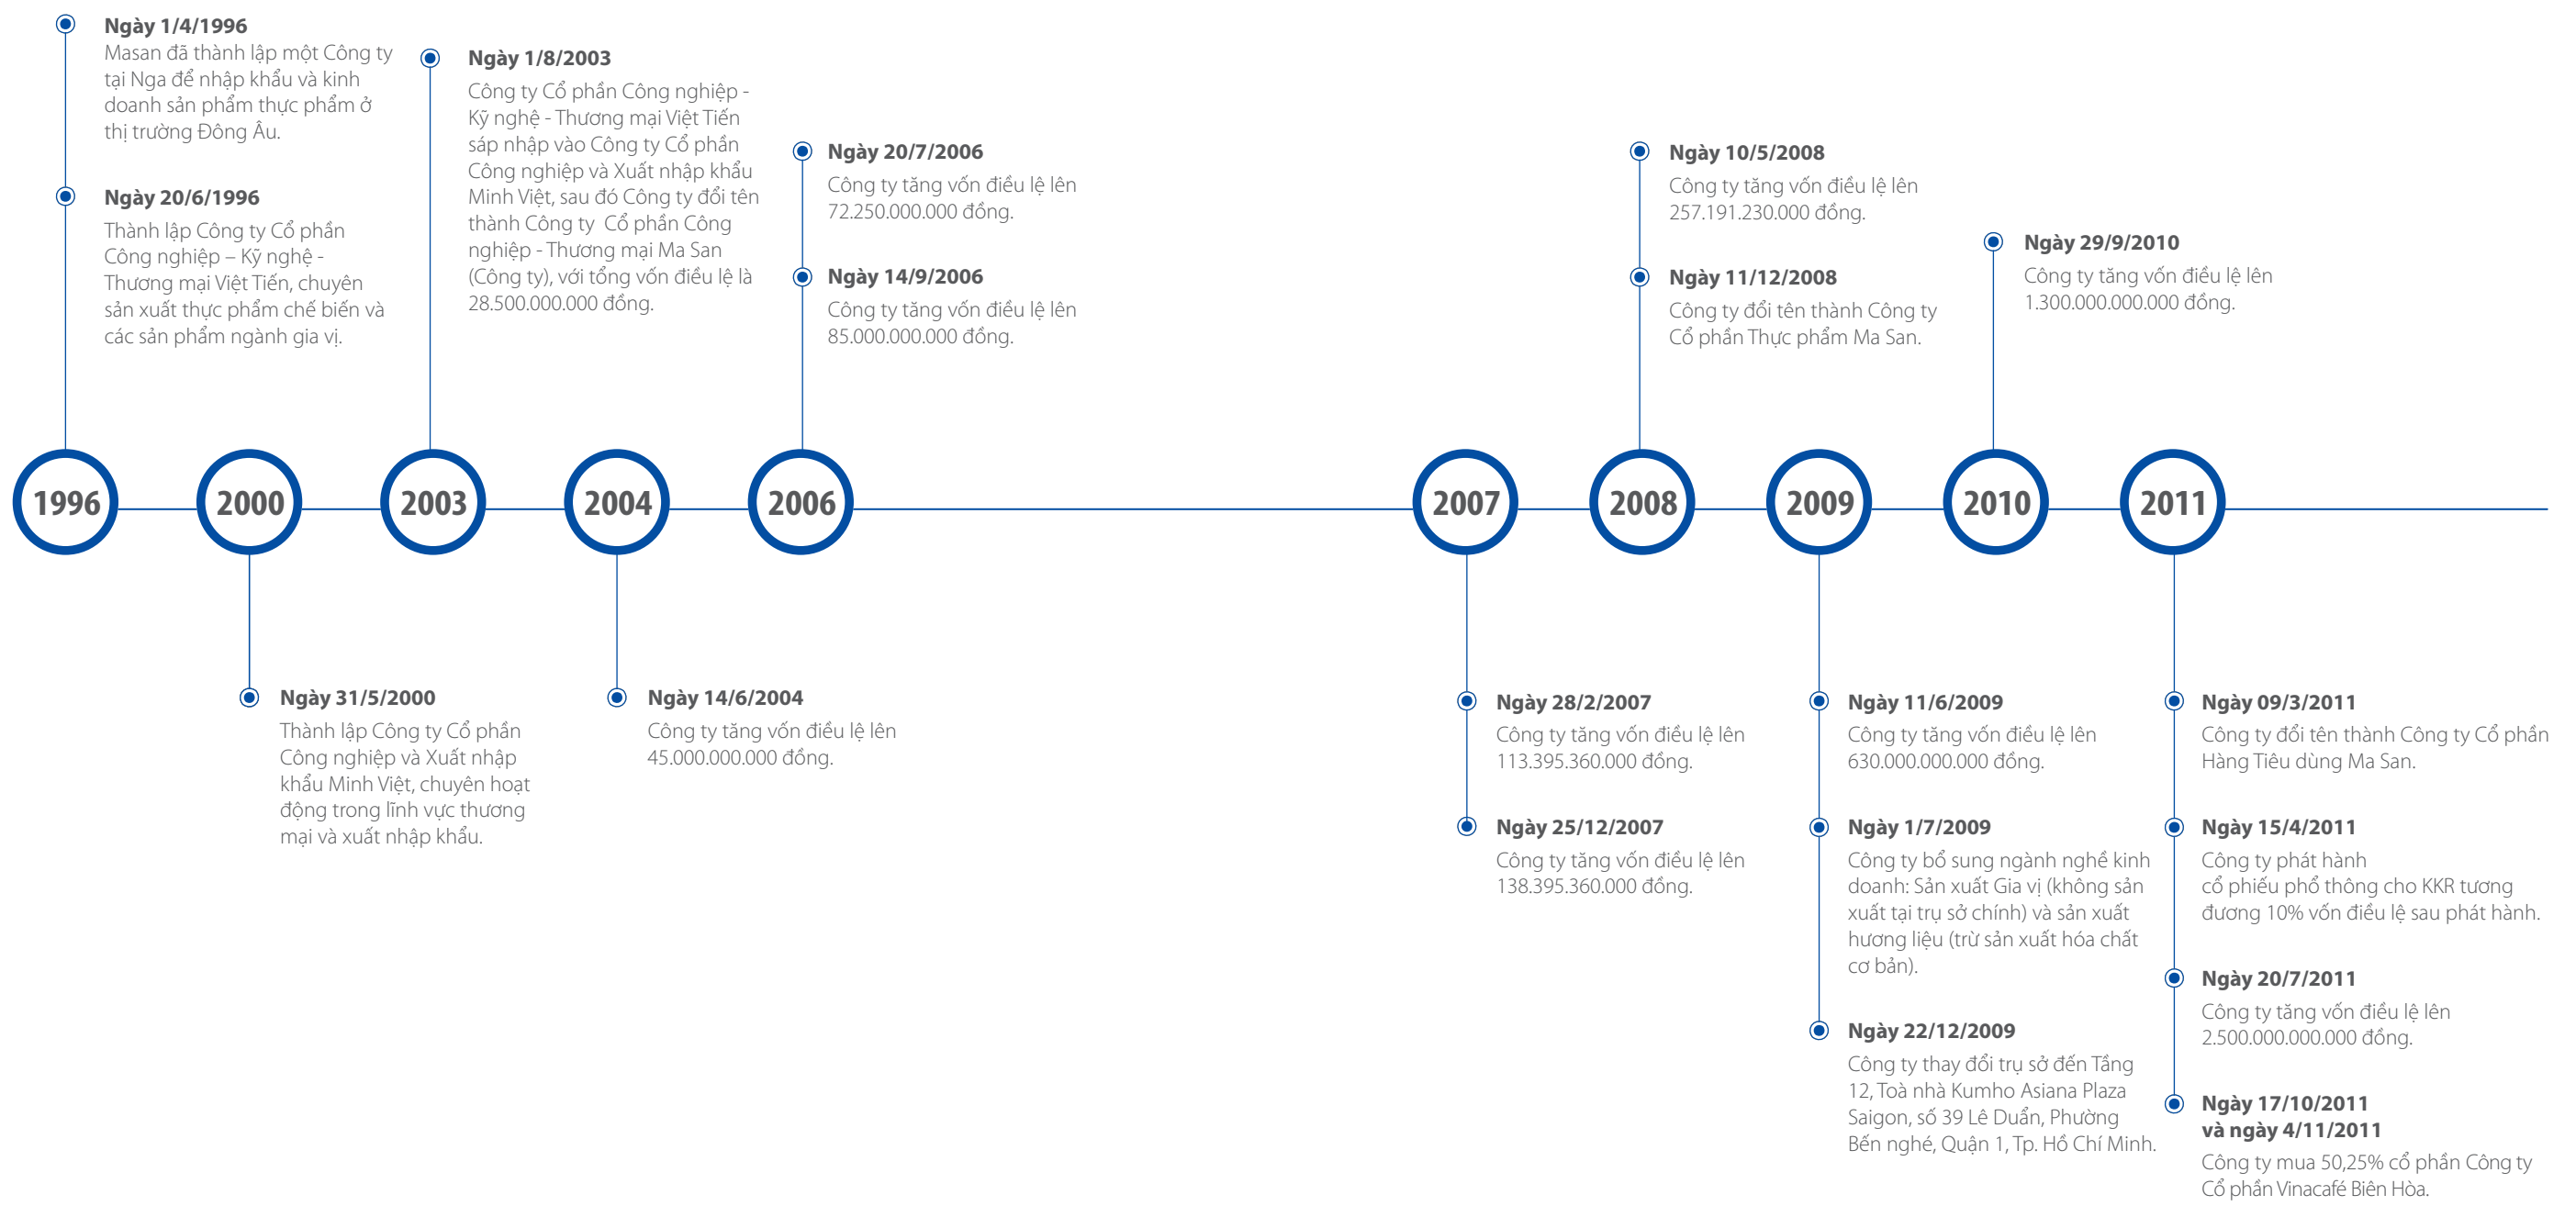 Ngày 1/4/1996
Masan đã thành lập một Công ty
tại Nga để nhập khẩu và kinh
doanh sản phẩm thực phẩm ở
thị trường Đông Âu.
Ngày 20/6/1996
Thành lập Công ty Cổ phần
Công nghiệp – Kỹ nghệ -
Thương mại Việt Tiến, chuyên
sản xuất thực phẩm chế biến và
các sản phẩm ngành gia vị.
Ngày 1/8/2003
Công ty Cổ phần Công nghiệp -
Kỹ nghệ - Thương mại Việt Tiến
sáp nhập vào Công ty Cổ phần
Công nghiệp và Xuất nhập khẩu
Minh Việt, sau đó Công ty đổi tên
thành Công ty Cổ phần Công
nghiệp - Thương mại Ma San
(Công ty), với tổng vốn điều lệ là
28.500.000.000 đồng.
Ngày 20/7/2006
Công ty tăng vốn điều lệ lên
72.250.000.000 đồng.
Ngày 14/9/2006
Công ty tăng vốn điều lệ lên
85.000.000.000 đồng.
Ngày 10/5/2008
Công ty tăng vốn điều lệ lên
257.191.230.000 đồng.
Ngày 11/12/2008
Công ty đổi tên thành Công ty
Cổ phần Thực phẩm Ma San.
Ngày 29/9/2010
Công ty tăng vốn điều lệ lên
1.300.000.000.000 đồng.
1996
2000
2003
2004
2006
2007
2008
2009
2010
2011
Ngày 31/5/2000
Thành lập Công ty Cổ phần
Công nghiệp và Xuất nhập
khẩu Minh Việt, chuyên hoạt
động trong lĩnh vực thương
mại và xuất nhập khẩu.
Ngày 14/6/2004
Công ty tăng vốn điều lệ lên
45.000.000.000 đồng.
Ngày 28/2/2007
Công ty tăng vốn điều lệ lên
113.395.360.000 đồng.
Ngày 25/12/2007
Công ty tăng vốn điều lệ lên
138.395.360.000 đồng.
Ngày 11/6/2009
Công ty tăng vốn điều lệ lên
630.000.000.000 đồng.
Ngày 1/7/2009
Công ty bổ sung ngành nghề kinh
doanh: Sản xuất Gia vị (không sản
xuất tại trụ sở chính) và sản xuất
hương liệu (trừ sản xuất hóa chất
cơ bản).
Ngày 22/12/2009
Công ty thay đổi trụ sở đến Tầng
12, Toà nhà Kumho Asiana Plaza
Saigon, số 39 Lê Duẩn, Phường
Bến nghé, Quận 1, Tp. Hồ Chí Minh.
Ngày 09/3/2011
Công ty đổi tên thành Công ty Cổ phần
Hàng Tiêu dùng Ma San.
Ngày 15/4/2011
Công ty phát hành
cổ phiếu phổ thông cho KKR tương
đương 10% vốn điều lệ sau phát hành.
Ngày 20/7/2011
Công ty tăng vốn điều lệ lên
2.500.000.000.000 đồng.
Ngày 17/10/2011
và ngày 4/11/2011
Công ty mua 50,25% cổ phần Công ty
Cổ phần Vinacafé Biên Hòa.